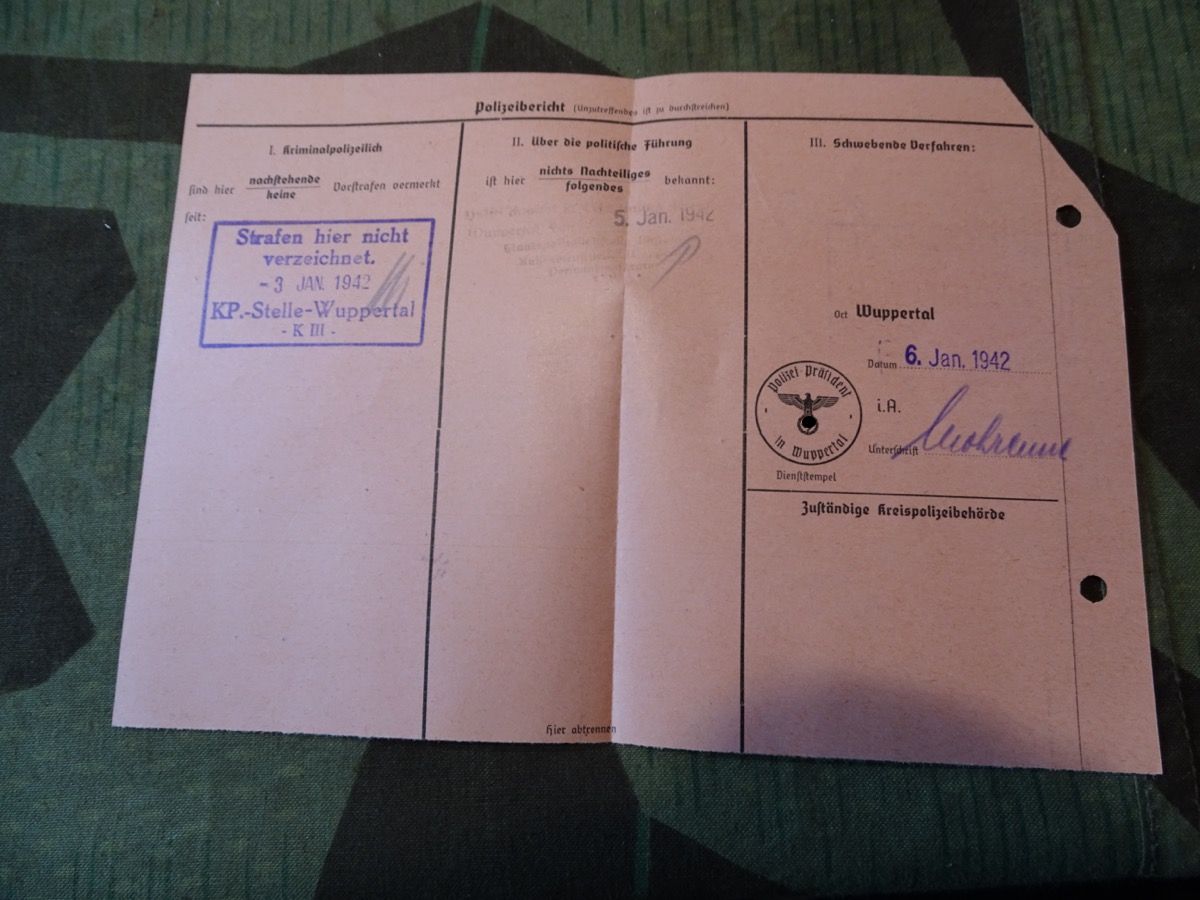 Polizeibericht (Unzutreffendes ist zu durchstreichen)
I. Kriminalpolizeilich
sind hier nachstehende
keine Vorstrafen vermerkt
seit:
Strafen hier nicht
verzeichnet.
-3 JAN. 1942
KP.-Stelle-Wuppertal
- K III -
II. Über die politische Führung
ist hier nichts Nachteiliges
folgendes bekannt:
5. Jan. 1942
Hier abtrennen
III. Schwebende Verfahren:
Ort Wuppertal
Datum 6. Jan. 1942
Polizei-Präsident
in Wuppertal
i.A.
Unterschrift
Dienststempel
Zuständige Kreispolizeibehörde